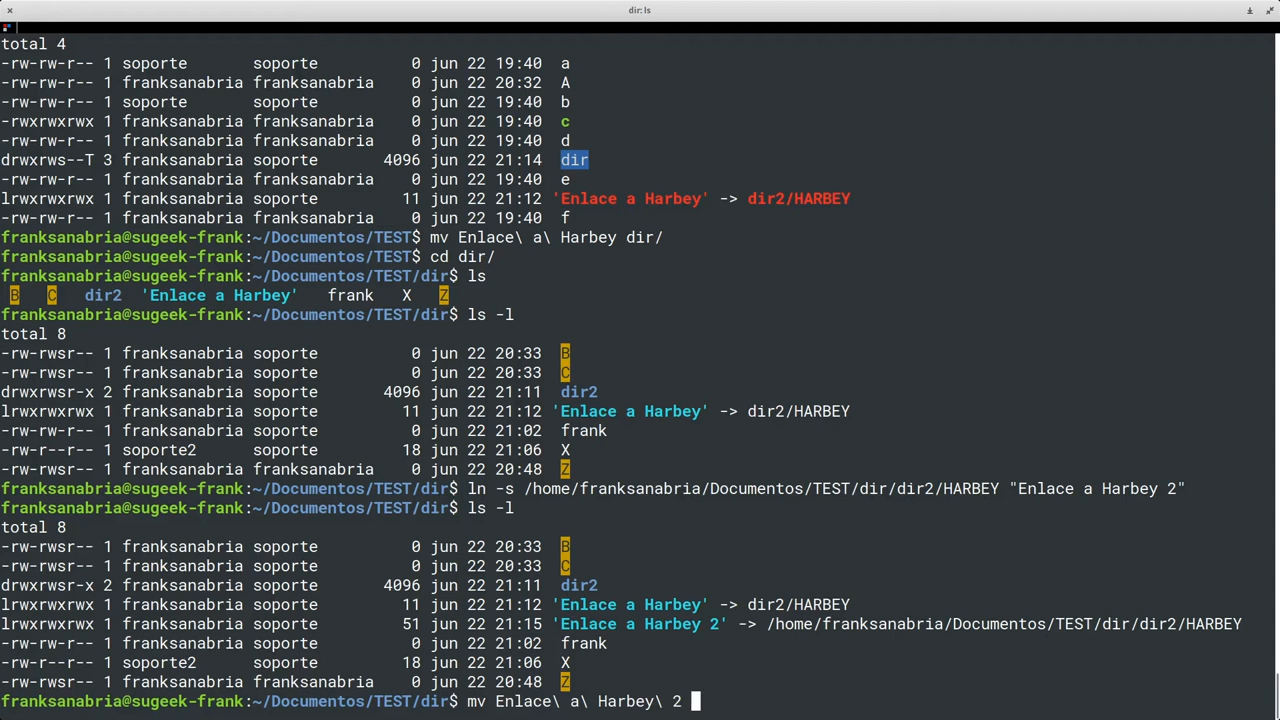 dir: ls
total 4
-rw-rw-r-- 1 soporte      soporte         0 jun 22 19:40  a
-rw-rw-r-- 1 franksanabria franksanabria    0 jun 22 20:32  A
-rw-rw-r-- 1 soporte      soporte         0 jun 22 19:40  b
-rwxrwxrwx 1 soporte      soporte         0 jun 22 19:40  c
-rw-rw-r-- 1 franksanabria franksanabria    0 jun 22 19:40  d
drwxrws--T 3 franksanabria soporte      4096 jun 22 21:14  dir
-rw-rw-r-- 1 franksanabria franksanabria    0 jun 22 19:40  e
lrwxrwxrwx 1 franksanabria soporte        11 jun 22 21:12 'Enlace a Harbey' -> dir2/HARBEY
-rw-rw-r-- 1 franksanabria franksanabria    0 jun 22 19:40  f
franksanabria@sugeek-frank:~/Documentos/TEST$ mv Enlace\ a\ Harbey dir/
franksanabria@sugeek-frank:~/Documentos/TEST$ cd dir/
franksanabria@sugeek-frank:~/Documentos/TEST/dir$ ls
B   C   dir2  'Enlace a Harbey'   frank   X   Z
franksanabria@sugeek-frank:~/Documentos/TEST/dir$ ls -l
total 8
-rw-rwsr-- 1 franksanabria soporte         0 jun 22 20:33  B
-rw-rwsr-- 1 franksanabria soporte         0 jun 22 20:33  C
drwxrwsr-x 2 franksanabria soporte      4096 jun 22 21:11  dir2
lrwxrwxrwx 1 franksanabria soporte        11 jun 22 21:12 'Enlace a Harbey' -> dir2/HARBEY
-rw-rw-r-- 1 franksanabria soporte         0 jun 22 21:02  frank
-rw-r--r-- 1 soporte2     soporte        18 jun 22 21:06  X
-rw-rwsr-- 1 franksanabria franksanabria    0 jun 22 20:48  Z
franksanabria@sugeek-frank:~/Documentos/TEST/dir$ ln -s /home/franksanabria/Documentos/TEST/dir/dir2/HARBEY "Enlace a Harbey 2"
franksanabria@sugeek-frank:~/Documentos/TEST/dir$ ls -l
total 8
-rw-rwsr-- 1 franksanabria soporte         0 jun 22 20:33  B
-rw-rwsr-- 1 franksanabria soporte         0 jun 22 20:33  C
drwxrwsr-x 2 franksanabria soporte      4096 jun 22 21:11  dir2
lrwxrwxrwx 1 franksanabria soporte        11 jun 22 21:12 'Enlace a Harbey' -> dir2/HARBEY
lrwxrwxrwx 1 franksanabria soporte        51 jun 22 21:15 'Enlace a Harbey 2' -> /home/franksanabria/Documentos/TEST/dir/dir2/HARBEY
-rw-rw-r-- 1 franksanabria soporte         0 jun 22 21:02  frank
-rw-r--r-- 1 soporte2     soporte        18 jun 22 21:06  X
-rw-rwsr-- 1 franksanabria franksanabria    0 jun 22 20:48  Z
franksanabria@sugeek-frank:~/Documentos/TEST/dir$ mv Enlace\ a\ Harbey\ 2